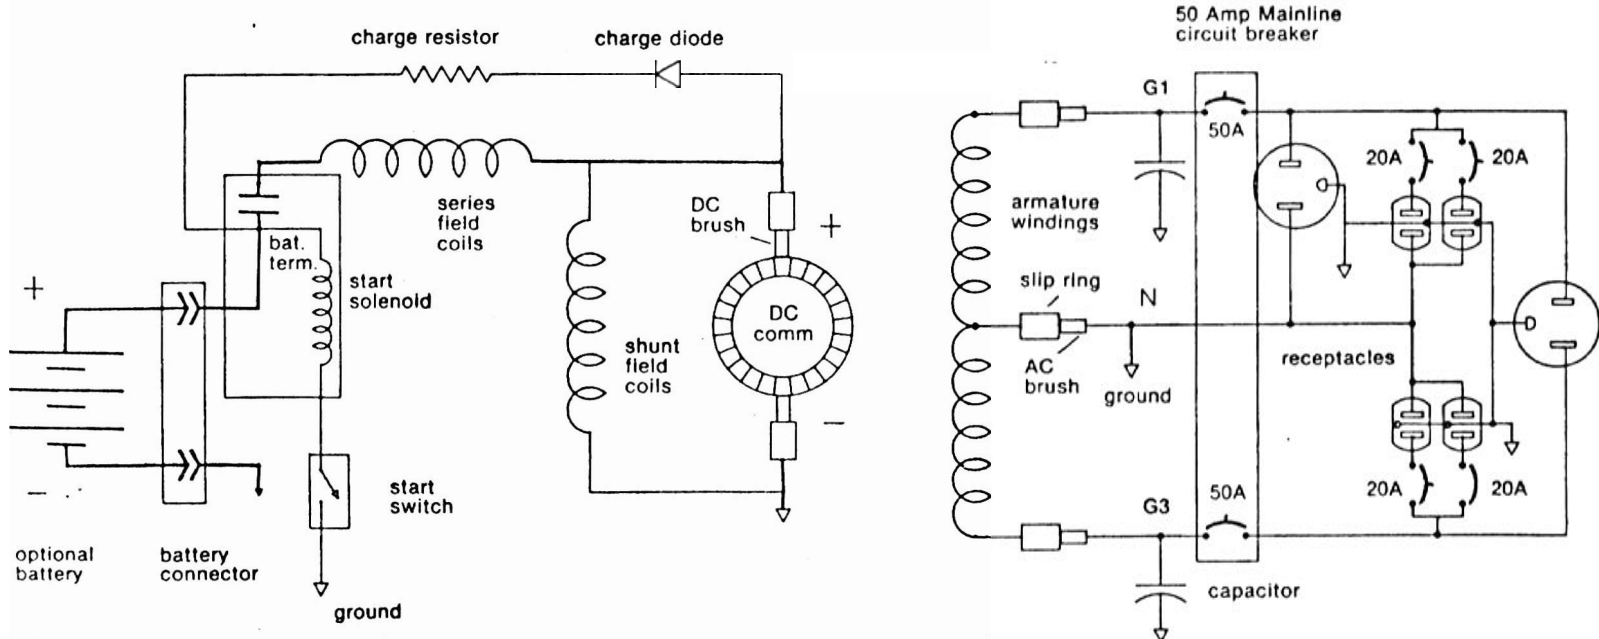 50 Amp Mainline
circuit breaker
charge resistor
charge diode
G1
50A
20A
20A
series
field
coils
DC
brush
+
armature
windings
bat.
term.
start
solenoid
+
slip ring
N
DC
comm
shunt
field
coils
AC
brush
receptacles
ground
−
start
switch
G3
50A
20A
20A
−
optional
battery
battery
connector
capacitor
ground